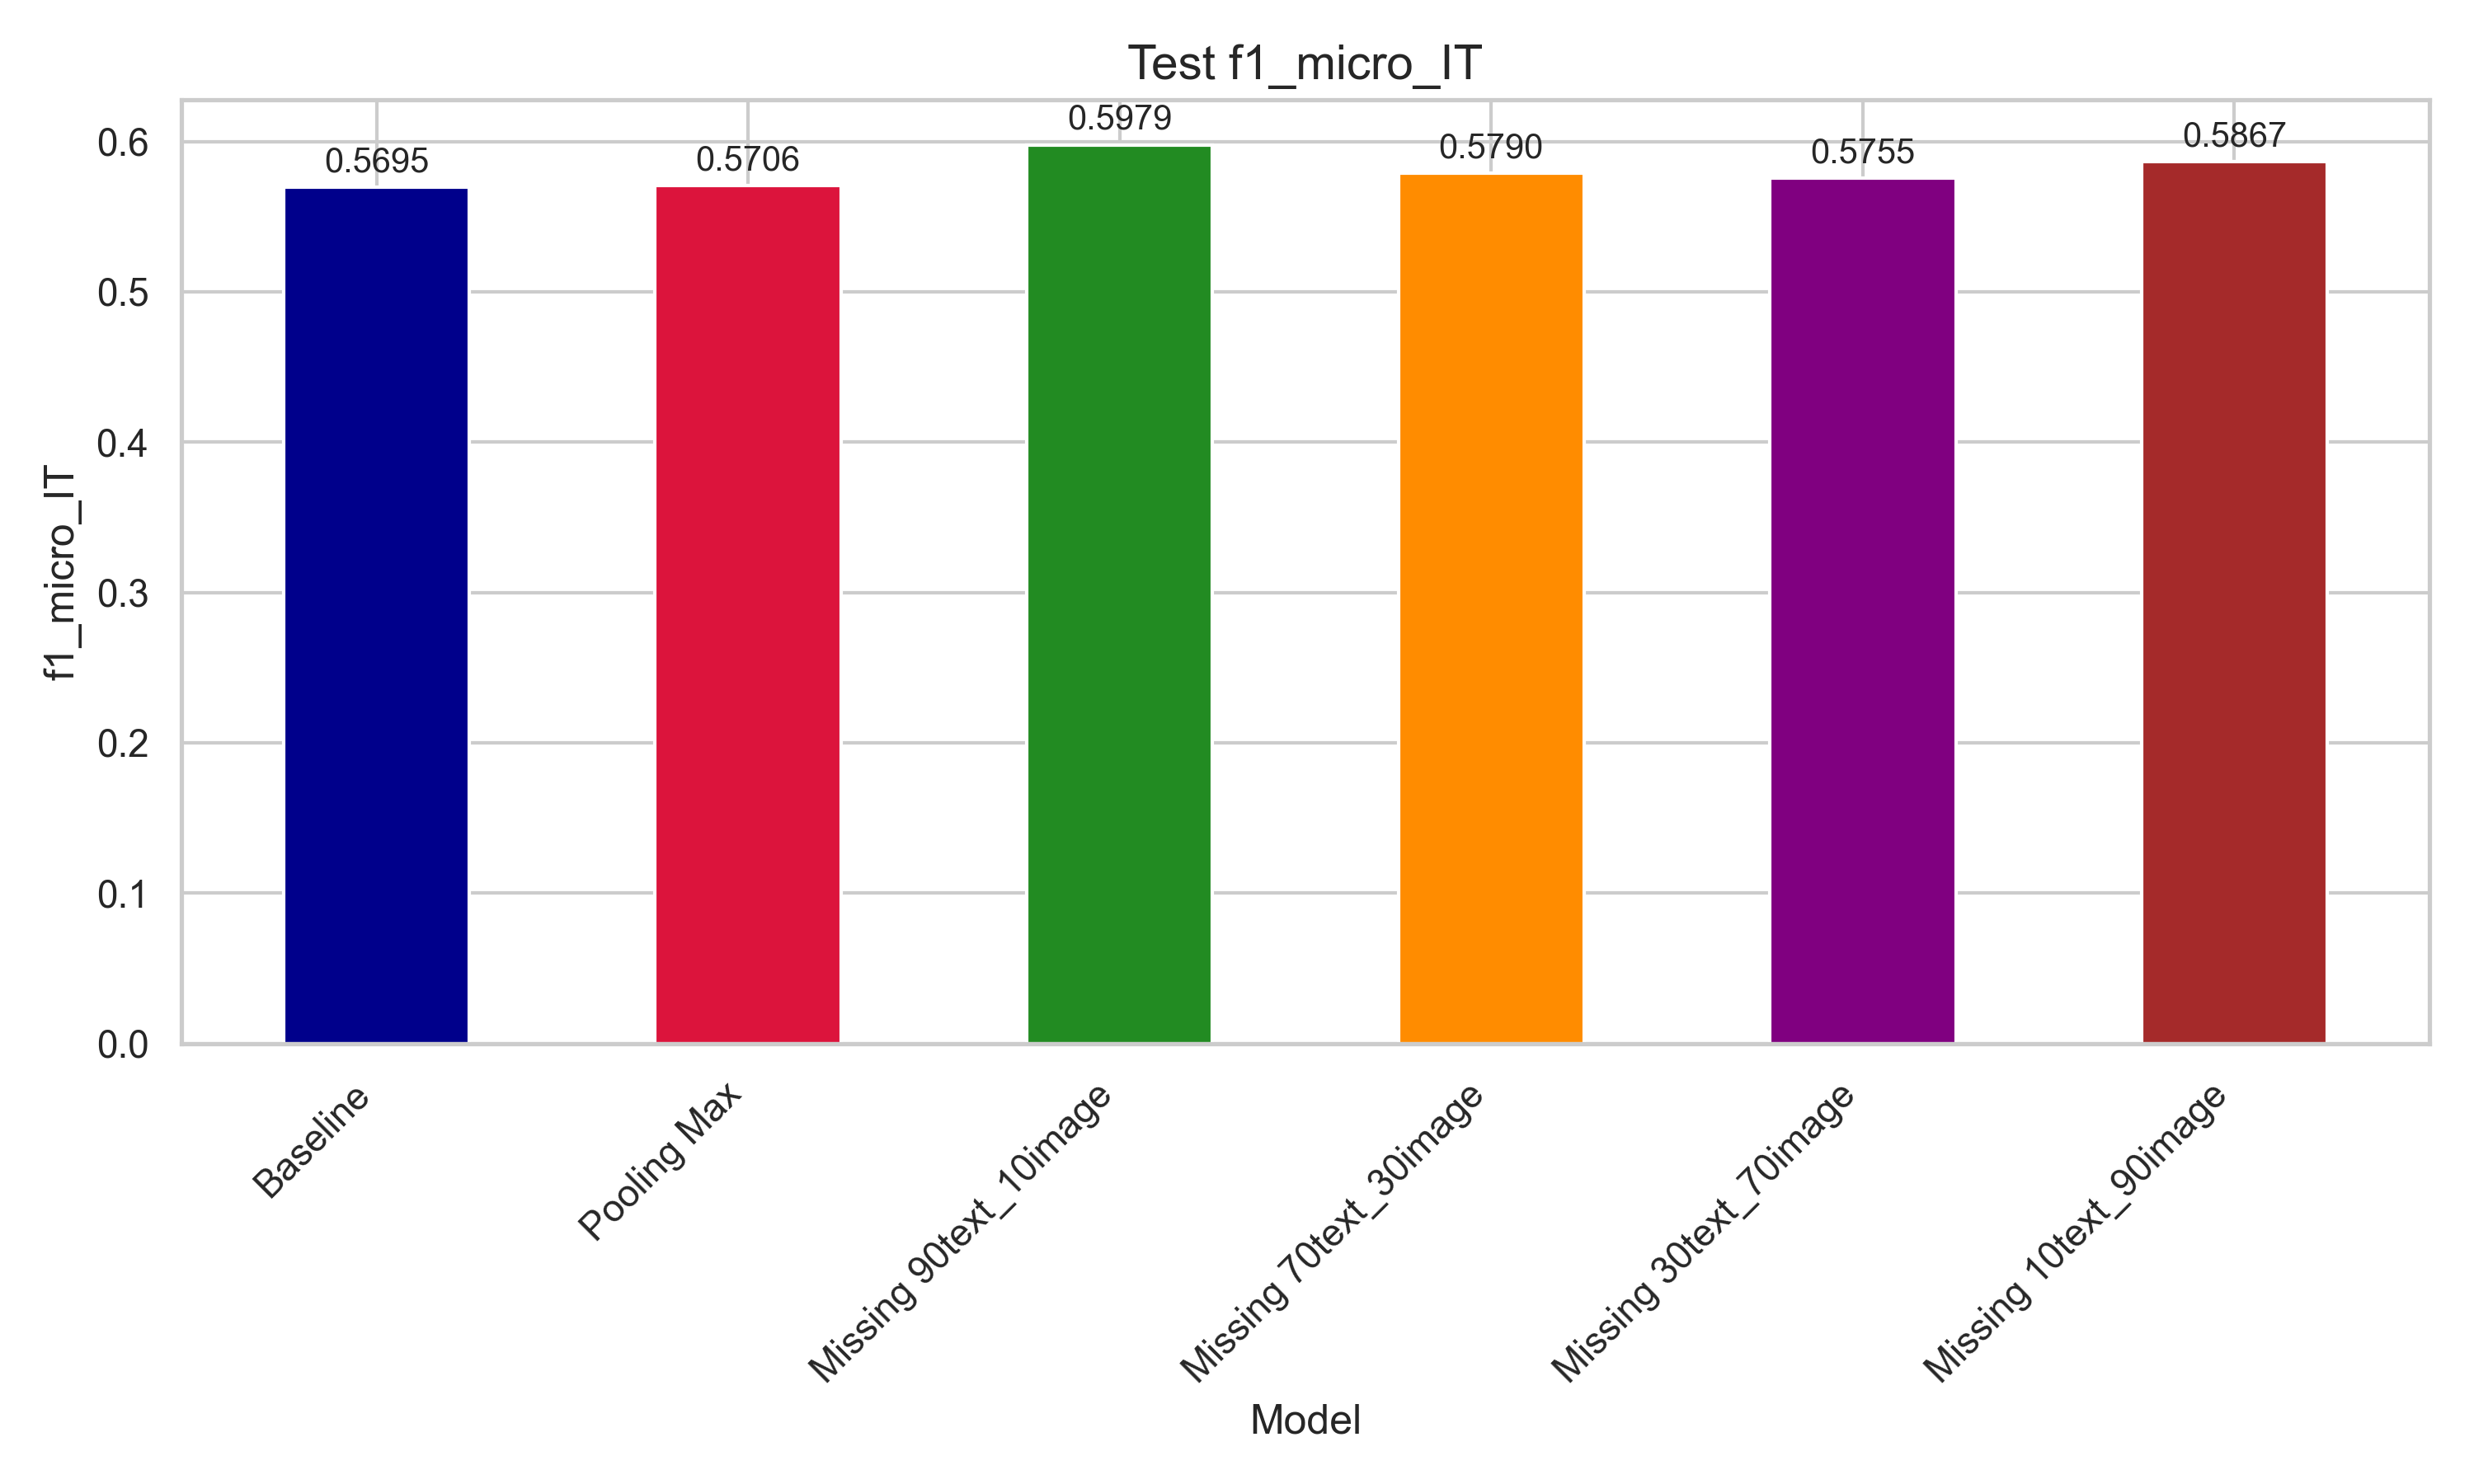 Test f1_micro_IT
f1_micro_IT
0.6
0.5
0.4
0.3
0.2
0.1
0.0
0.5695
0.5706
0.5979
0.5790
0.5755
0.5867
Baseline
Pooling Max
Missing 90text_10image
Missing 70text_30image
Missing 30text_70image
Missing 10text_90image
Model